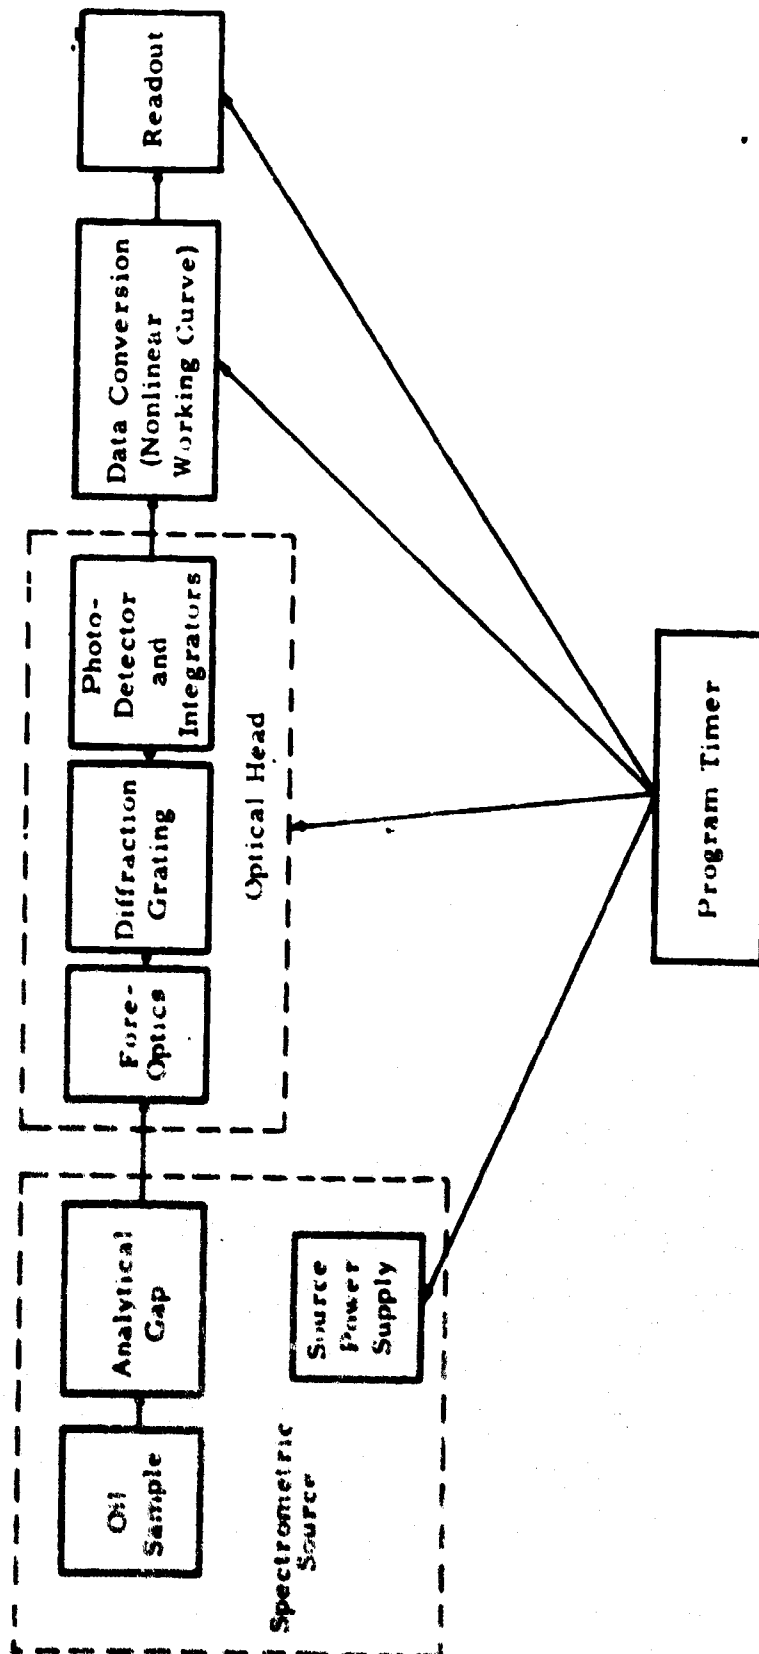 Oil
Sample
Analytical
Gap
Source
Power
Supply
Spectrometric
Source
Fore-
Optics
Diffraction
Grating
Photo-
Detector
and
Integrators
Optical Head
Data Conversion
(Nonlinear
Working Curve)
Readout
Program Timer